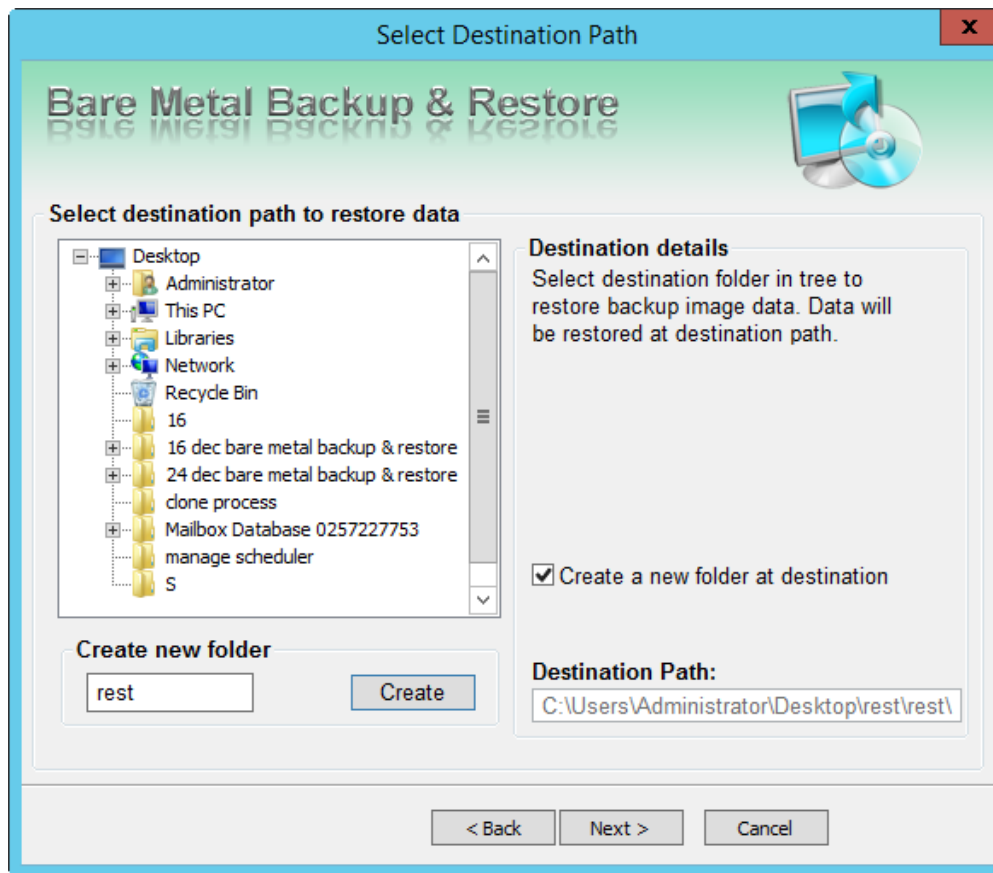 Select Destination Path
x
Bare Metal Backup & Restore
Select destination path to restore data
Desktop
Administrator
This PC
Libraries
Network
Recycle Bin
16
16 dec bare metal backup & restore
24 dec bare metal backup & restore
clone process
Mailbox Database 0257227753
manage scheduler
S
Destination details
Select destination folder in tree to
restore backup image data. Data will
be restored at destination path.
Create a new folder at destination
Create new folder
rest
Create
Destination Path:
C:\Users\Administrator\Desktop\rest\rest\
< Back
Next >
Cancel